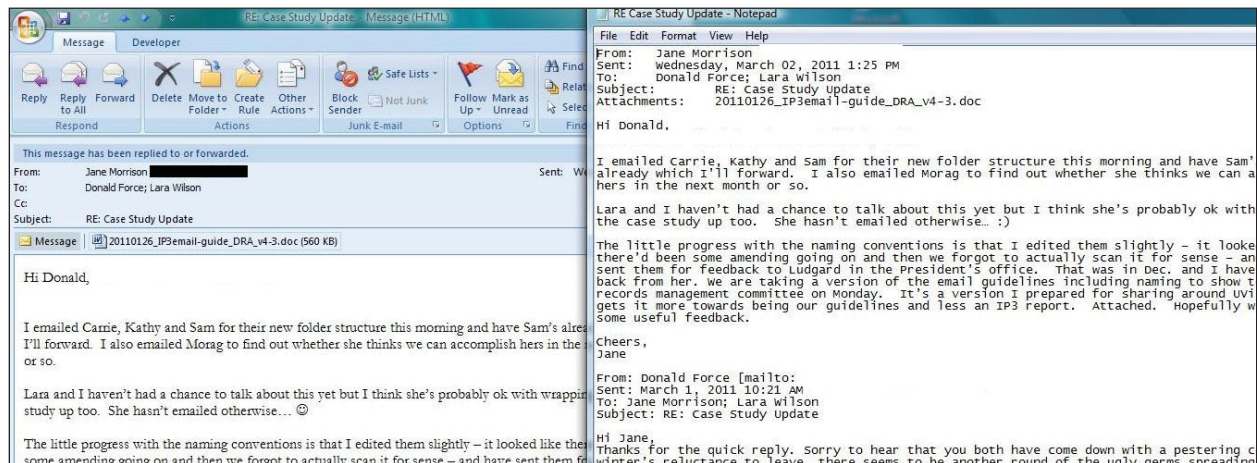 RE: Case Study Update - Message (HTML)
Message Developer
Reply Reply to All Forward Delete Move to Folder Create Rule Other Actions Block Sender Safe Lists Not Junk Follow Up Mark as Unread Find
Respond Actions Junk E-mail Options Find
This message has been replied to or forwarded.
From: Jane Morrison Sent:
To: Donald Force; Lara Wilson
Cc:
Subject: RE: Case Study Update
Message 20110126_IP3email-guide_DRA_v4-3.doc (560 KB)
Hi Donald,
I emailed Carrie, Kathy and Sam for their new folder structure this morning and have Sam's
I'll forward. I also emailed Morag to find out whether she thinks we can accomplish hers in the
or so.
Lara and I haven't had a chance to talk about this yet but I think she's probably ok with
study up too. She hasn't emailed otherwise… ☺
The little progress with the naming conventions is that I edited them slightly – it looked like
some amending going on and then we forgot to actually scan it for sense – and have sent them
RE Case Study Update - Notepad
File Edit Format View Help
From: Jane Morrison
Sent: Wednesday, March 02, 2011 1:25 PM
To: Donald Force; Lara Wilson
Subject: RE: Case Study Update
Attachments: 20110126_IP3email-guide_DRA_v4-3.doc
Hi Donald,
I emailed Carrie, Kathy and Sam for their new folder structure this morning and have Sam'
already which I'll forward. I also emailed Morag to find out whether she thinks we can a
hers in the next month or so.
Lara and I haven't had a chance to talk about this yet but I think she's probably ok with
the case study up too. She hasn't emailed otherwise… :)
The little progress with the naming conventions is that I edited them slightly – it looke
there'd been some amending going on and then we forgot to actually scan it for sense – an
sent them for feedback to Ludgard in the President's office. That was in Dec. and I have
back from her. We are taking a version of the email guidelines including naming to show t
records management committee on Monday. It's a version I prepared for sharing around UVi
gets it more towards being our guidelines and less an IP3 report. Attached. Hopefully w
some useful feedback.
Cheers,
Jane
From: Donald Force [mailto:
Sent: March 1, 2011 10:21 AM
To: Jane Morrison; Lara Wilson
Subject: RE: Case Study Update
Hi Jane,
Thanks for the quick reply. Sorry to hear that you both have come down with a pestering
winter's reluctance to leave, there seems to be another round of the ugly germs spreading